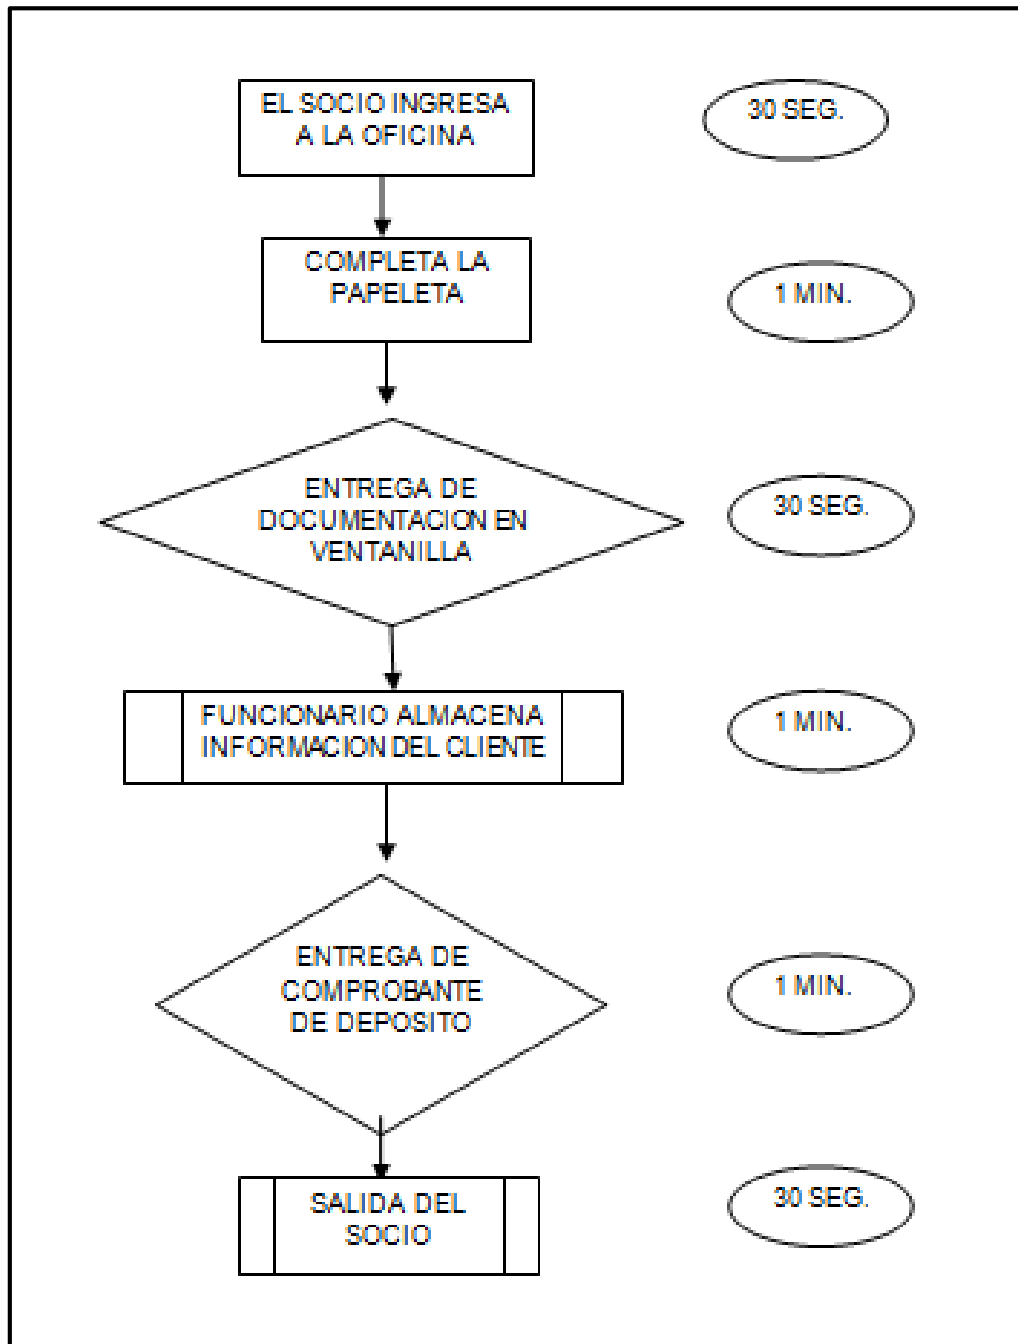 EL SOCIO INGRESA
A LA OFICINA
30 SEG.
COMPLETA LA
PAPELETA
1 MIN.
ENTREGA DE
DOCUMENTACION EN
VENTANILLA
30 SEG.
FUNCIONARIO ALMACENA
INFORMACION DEL CLIENTE
1 MIN.
ENTREGA DE
COMPROBANTE
DE DEPOSITO
1 MIN.
SALIDA DEL
SOCIO
30 SEG.